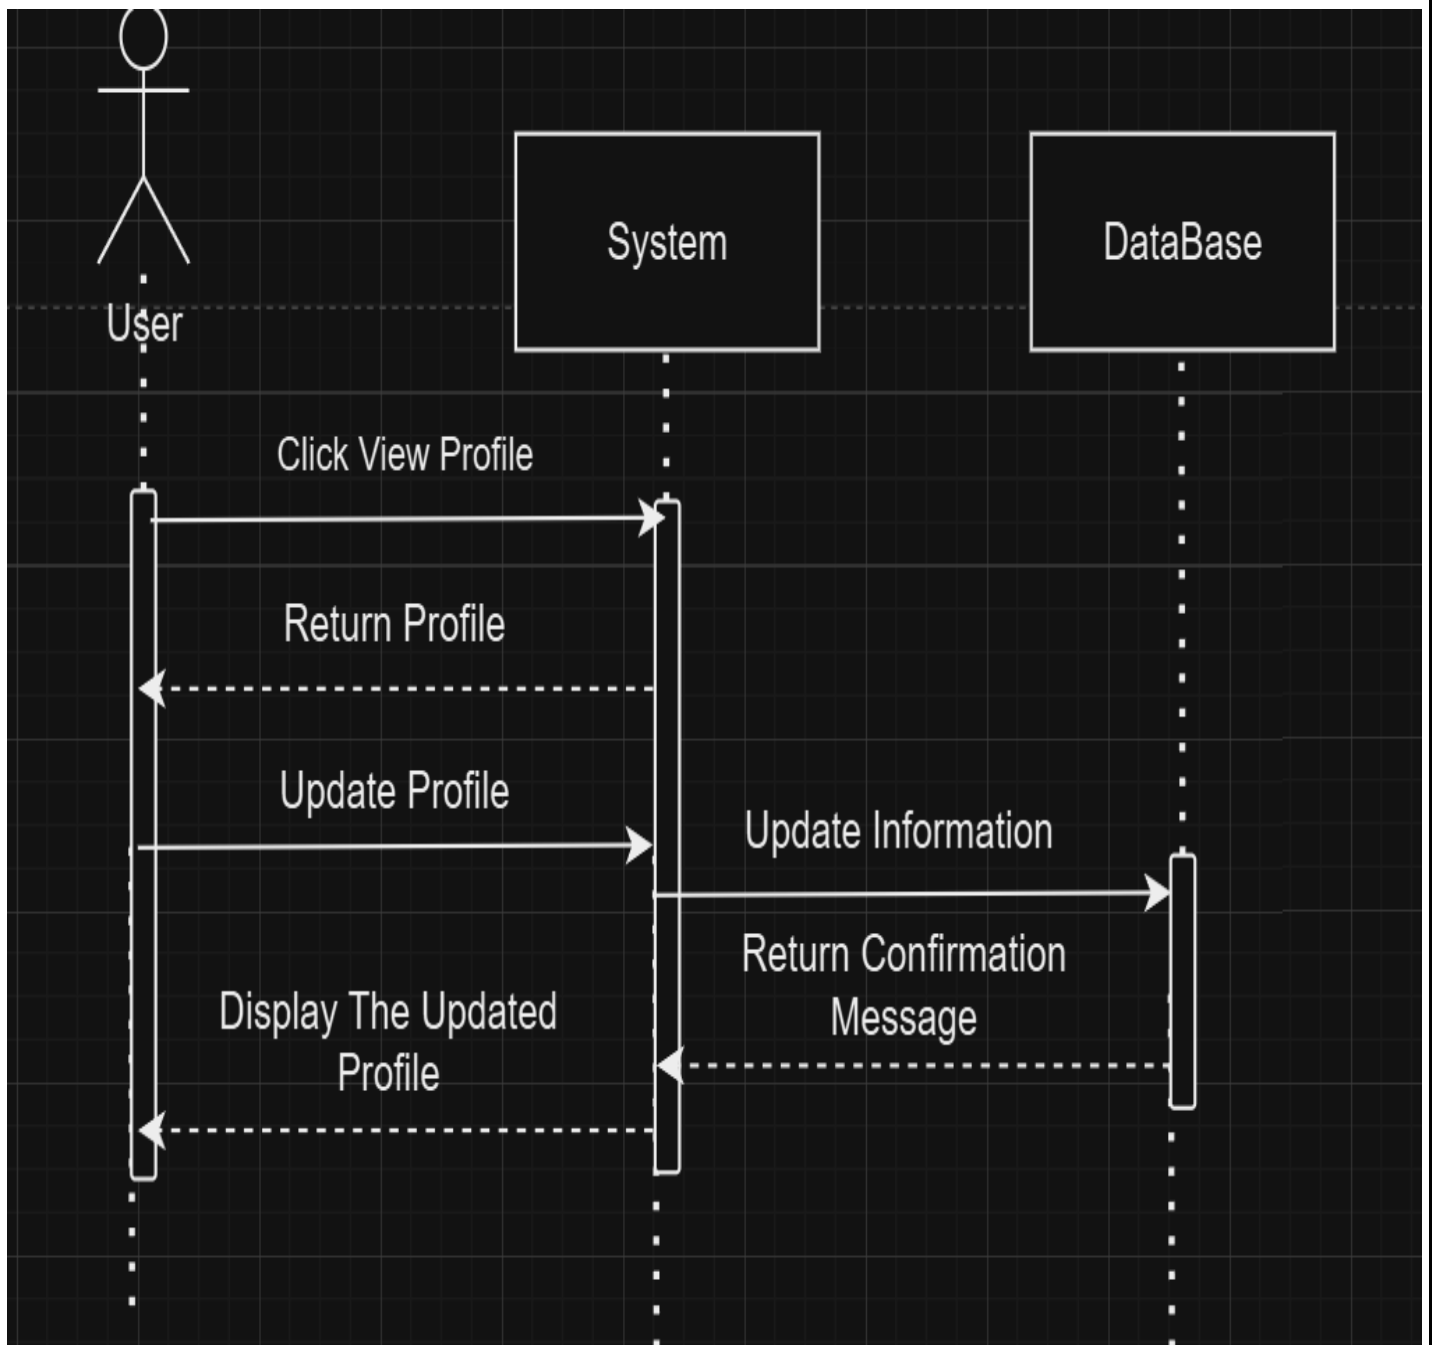 System
DataBase
User
Click View Profile
Return Profile
Update Profile
Update Information
Return Confirmation
Message
Display The Updated
Profile